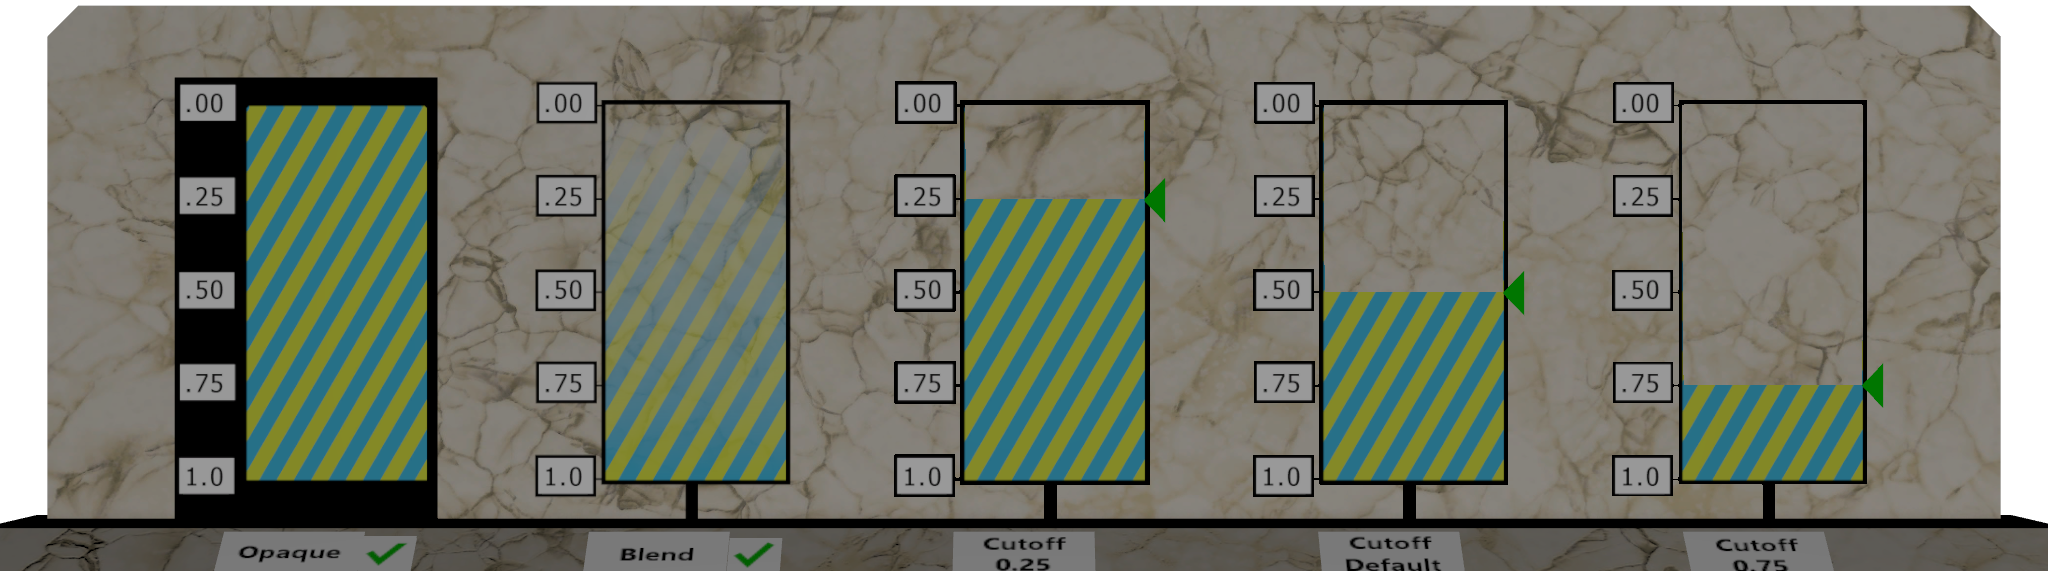 .00 .00 .00 .00 .00
.25 .25 .25 .25 .25
.50 .50 .50 .50 .50
.75 .75 .75 .75 .75
1.0 1.0 1.0 1.0 1.0
Opaque Blend Cutoff Cutoff Cutoff
0.25 Default 0.75